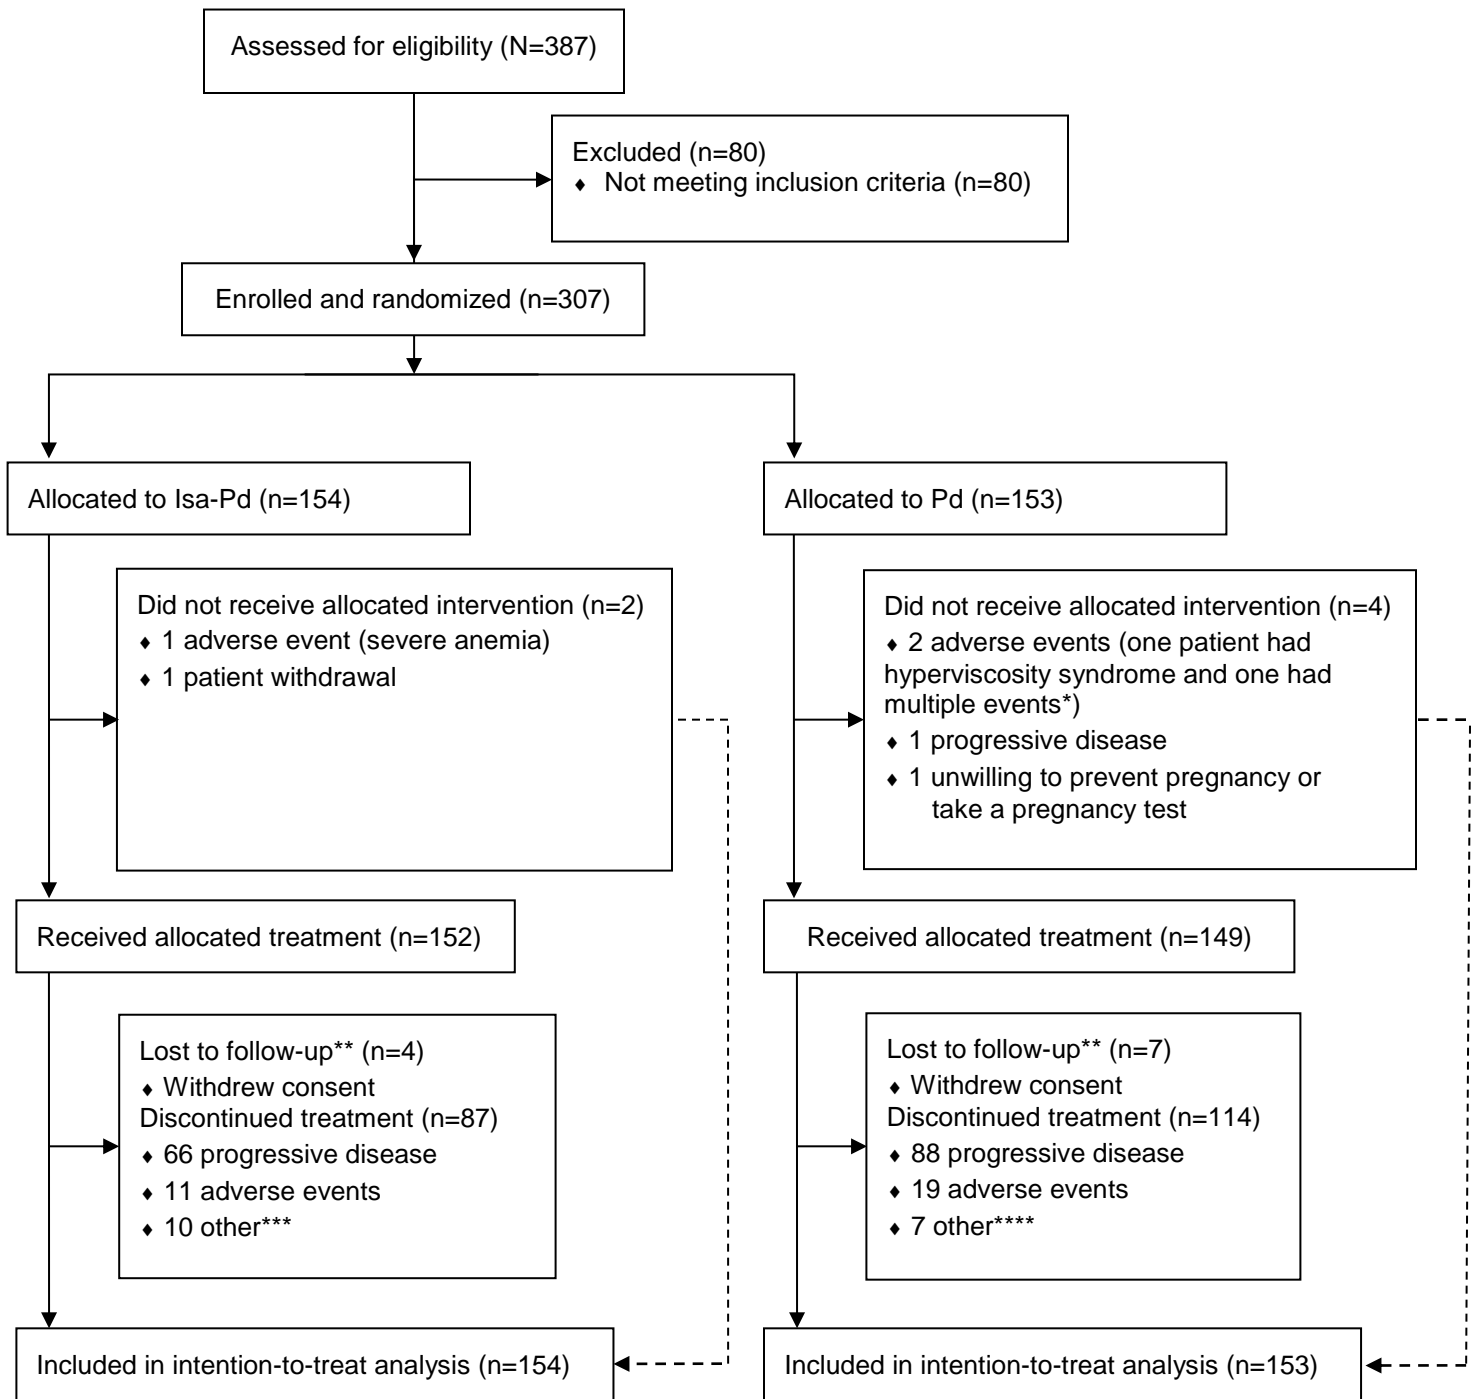 Assessed for eligibility (N=387)
Excluded (n=80)
♦ Not meeting inclusion criteria (n=80)
Enrolled and randomized (n=307)
Allocated to Isa-Pd (n=154)
Allocated to Pd (n=153)
Did not receive allocated intervention (n=2)
♦ 1 adverse event (severe anemia)
♦ 1 patient withdrawal
Did not receive allocated intervention (n=4)
♦ 2 adverse events (one patient had
hyperviscosity syndrome and one had
multiple events*)
♦ 1 progressive disease
♦ 1 unwilling to prevent pregnancy or
take a pregnancy test
Received allocated treatment (n=152)
Received allocated treatment (n=149)
Lost to follow-up** (n=4)
♦ Withdrew consent
Discontinued treatment (n=87)
♦ 66 progressive disease
♦ 11 adverse events
♦ 10 other***
Lost to follow-up** (n=7)
♦ Withdrew consent
Discontinued treatment (n=114)
♦ 88 progressive disease
♦ 19 adverse events
♦ 7 other****
Included in intention-to-treat analysis (n=154)
Included in intention-to-treat analysis (n=153)